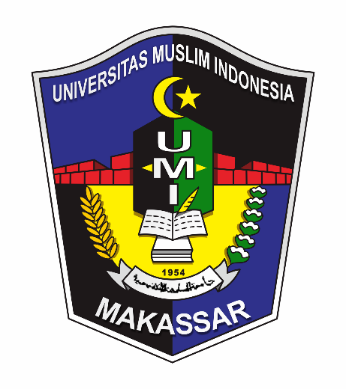 UNIVERSITAS MUSLIM INDONESIA
U
M
I
1954
MAKASSAR